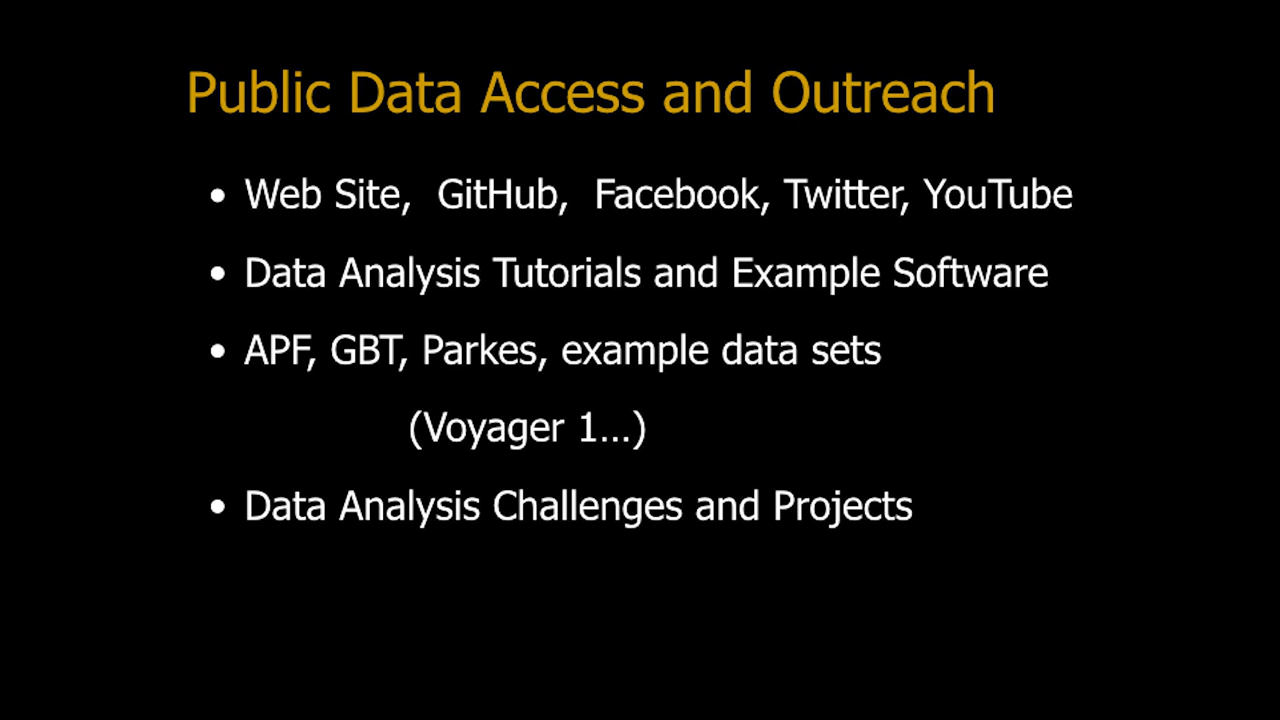 Public Data Access and Outreach
• Web Site, GitHub, Facebook, Twitter, YouTube
• Data Analysis Tutorials and Example Software
• APF, GBT, Parkes, example data sets
(Voyager 1...)
• Data Analysis Challenges and Projects